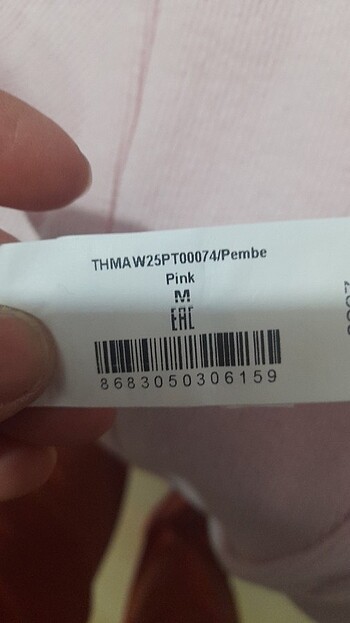 THMAW25PT00074/Pembe
Pink
M
EAC
8683050306159